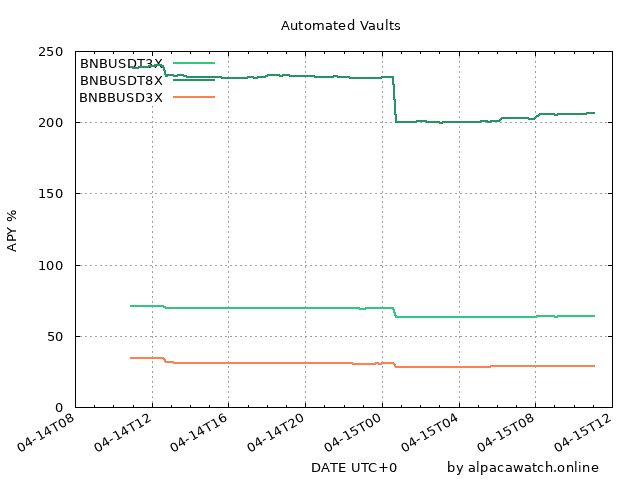 Automated Vaults
250
200
150
100
50
0
APY %
BNBUSDT3X
BNBUSDT8X
BNBBUSD3X
04-14T08
04-14T12
04-14T16
04-14T20
04-15T00
04-15T04
04-15T08
04-15T12
DATE UTC+0
by alpacawatch.online